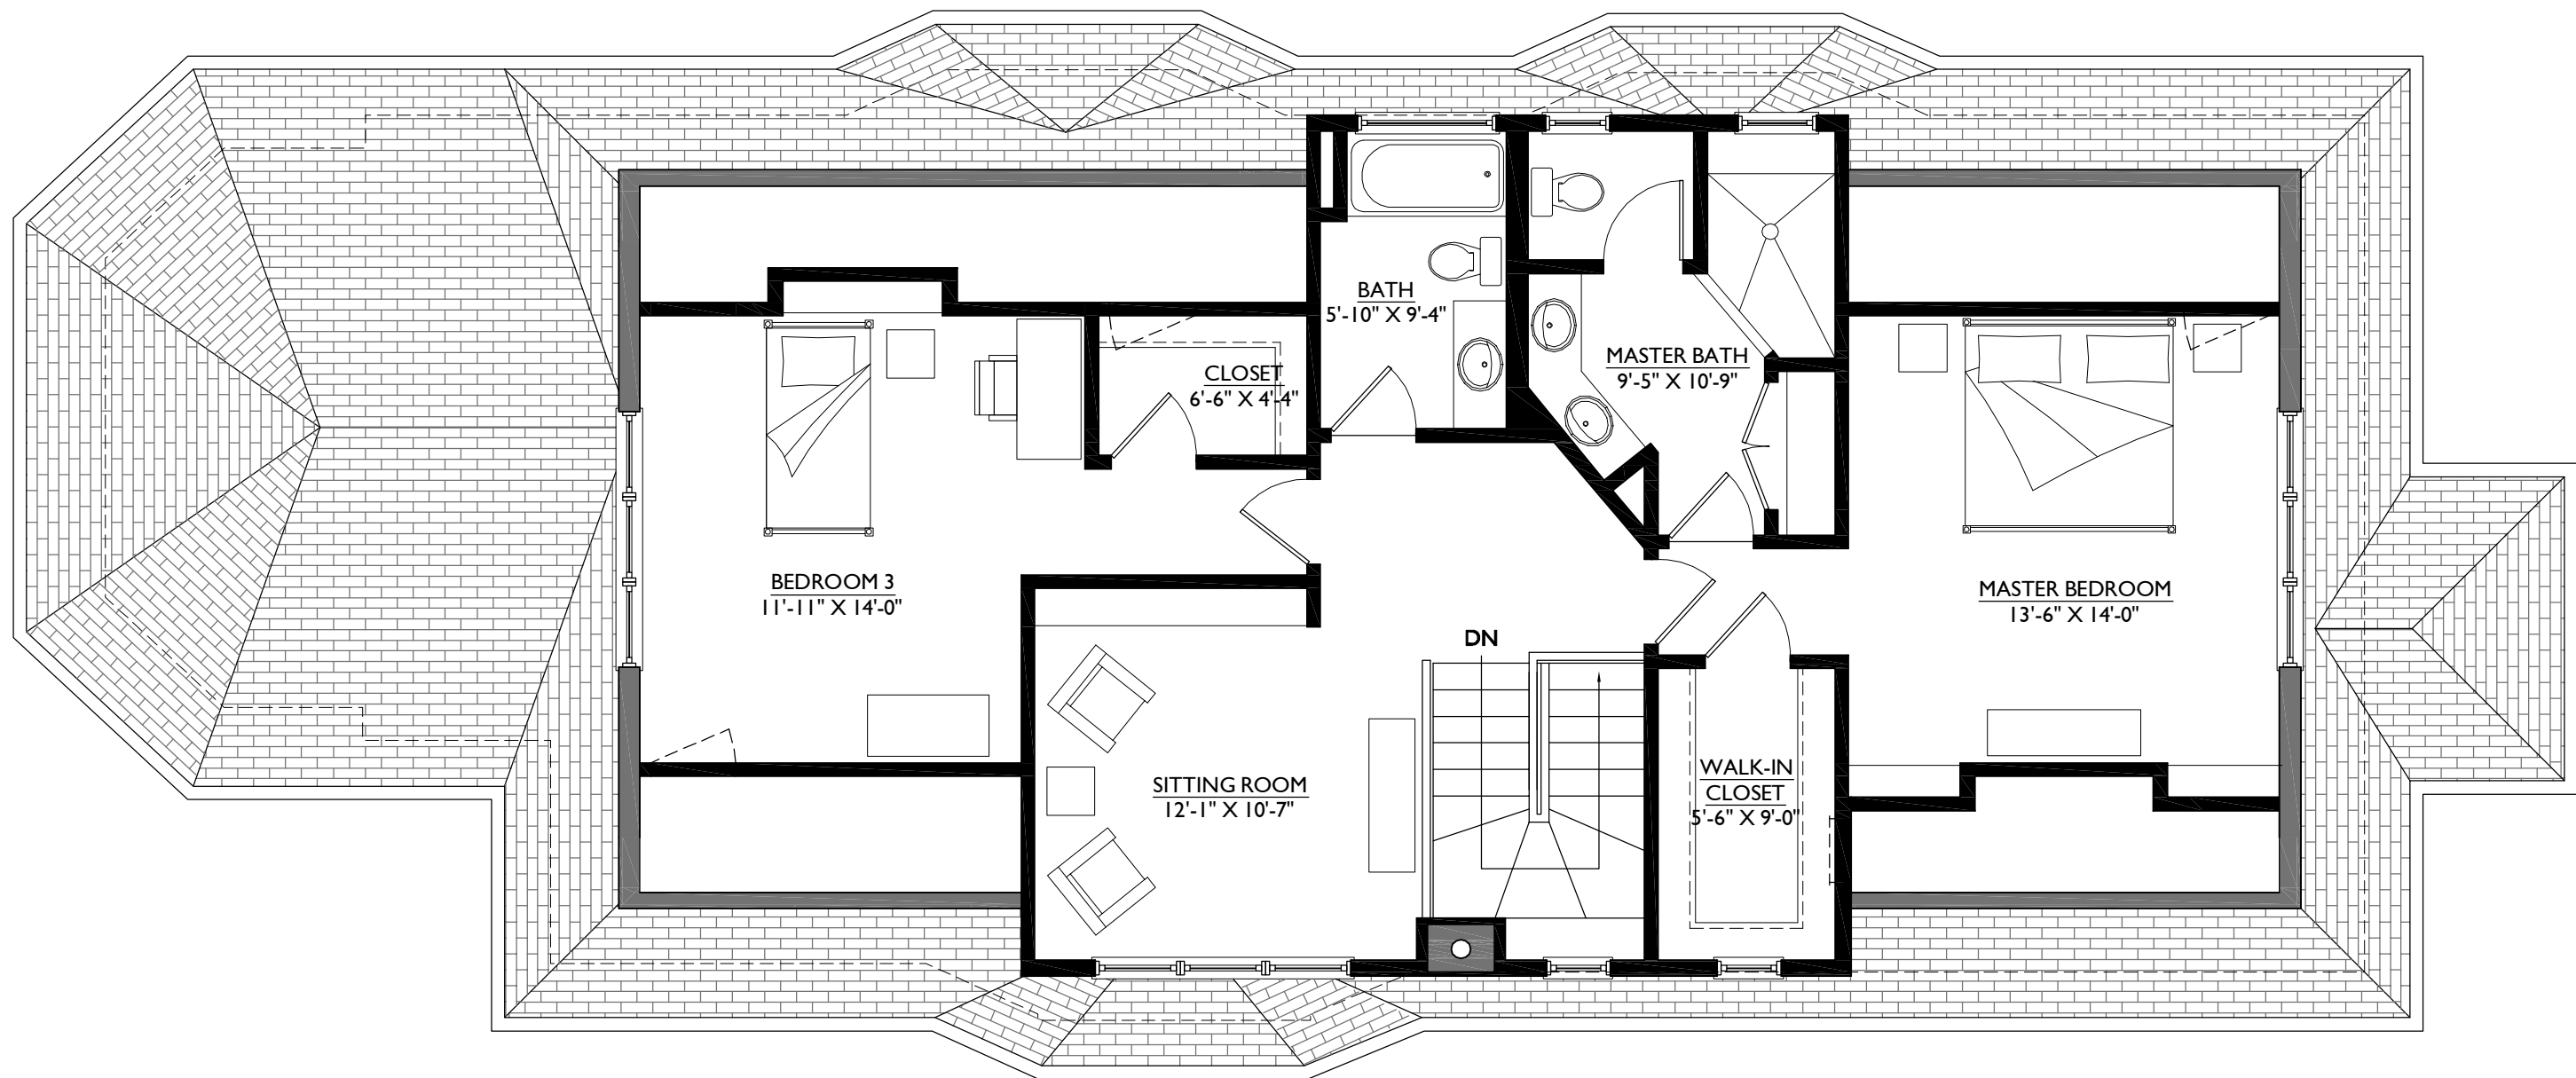 BATH
5'-10" X 9'-4"
MASTER BATH
9'-5" X 10'-9"
CLOSET
6'-6" X 4'-4"
BEDROOM 3
11'-11" X 14'-0"
MASTER BEDROOM
13'-6" X 14'-0"
DN
SITTING ROOM
12'-1" X 10'-7"
WALK-IN
CLOSET
5'-6" X 9'-0"